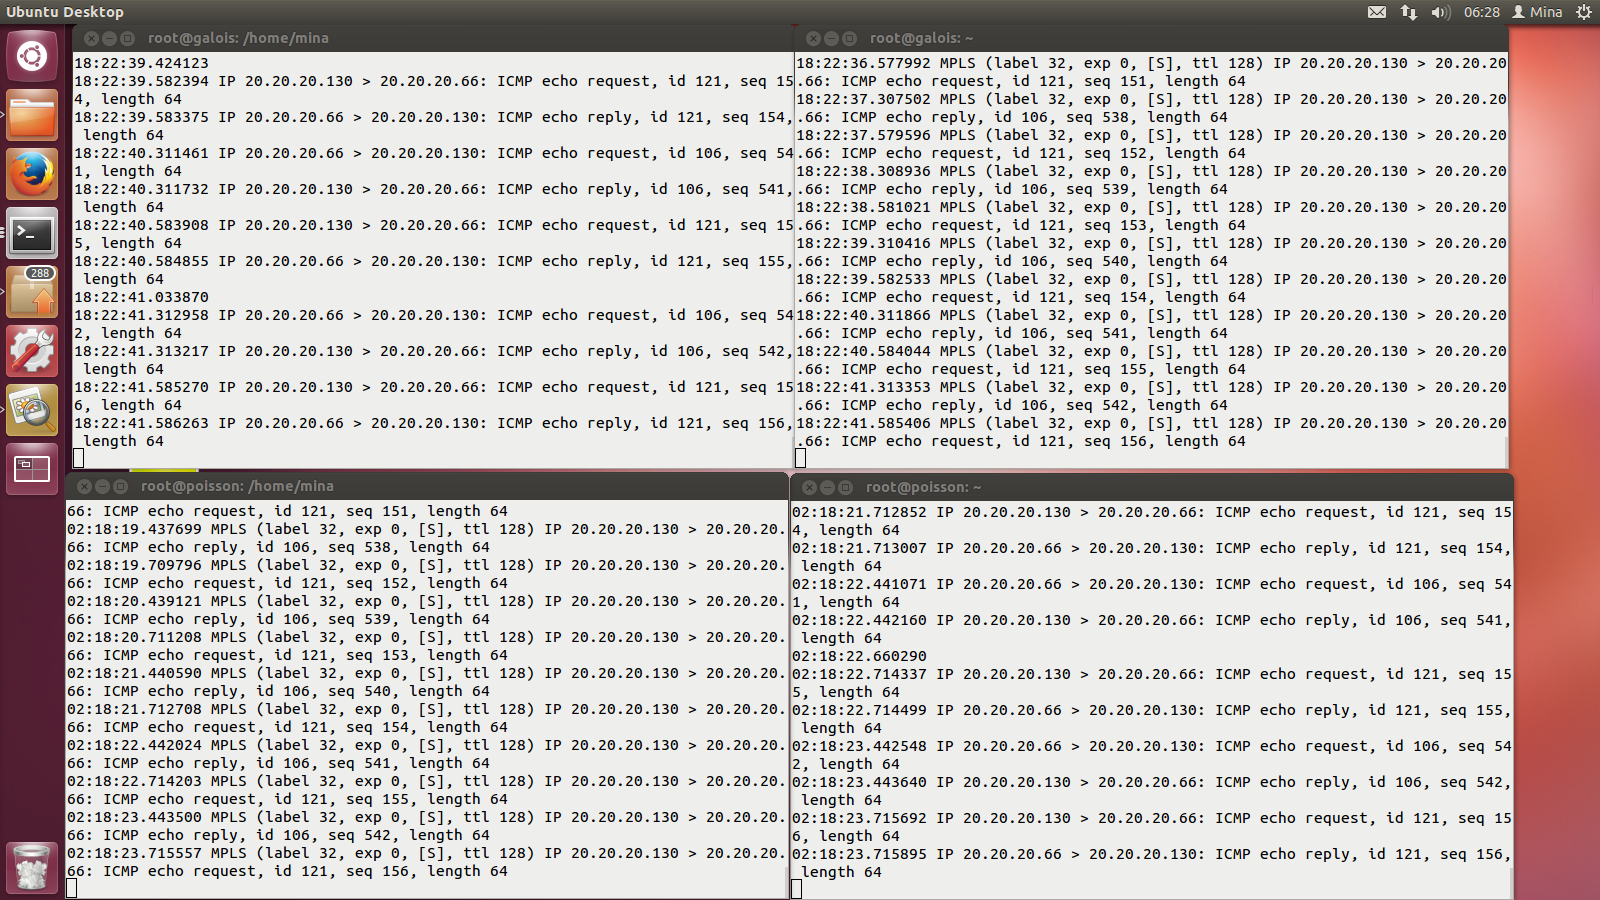 Ubuntu Desktop
06:28 Mina
288
root@galois: /home/mina
18:22:39.424123
18:22:39.582394 IP 20.20.20.130 > 20.20.20.66: ICMP echo request, id 121, seq 15
4, length 64
18:22:39.583375 IP 20.20.20.66 > 20.20.20.130: ICMP echo reply, id 121, seq 154,
 length 64
18:22:40.311461 IP 20.20.20.66 > 20.20.20.130: ICMP echo request, id 106, seq 54
1, length 64
18:22:40.311732 IP 20.20.20.130 > 20.20.20.66: ICMP echo reply, id 106, seq 541,
 length 64
18:22:40.583908 IP 20.20.20.130 > 20.20.20.66: ICMP echo request, id 121, seq 15
5, length 64
18:22:40.584855 IP 20.20.20.66 > 20.20.20.130: ICMP echo reply, id 121, seq 155,
 length 64
18:22:41.033870
18:22:41.312958 IP 20.20.20.66 > 20.20.20.130: ICMP echo request, id 106, seq 54
2, length 64
18:22:41.313217 IP 20.20.20.130 > 20.20.20.66: ICMP echo reply, id 106, seq 542,
 length 64
18:22:41.585270 IP 20.20.20.130 > 20.20.20.66: ICMP echo request, id 121, seq 15
6, length 64
18:22:41.586263 IP 20.20.20.66 > 20.20.20.130: ICMP echo reply, id 121, seq 156,
 length 64
root@galois: ~
18:22:36.577992 MPLS (label 32, exp 0, [S], ttl 128) IP 20.20.20.130 > 20.20.20
.66: ICMP echo request, id 121, seq 151, length 64
18:22:37.307502 MPLS (label 32, exp 0, [S], ttl 128) IP 20.20.20.130 > 20.20.20
.66: ICMP echo reply, id 106, seq 538, length 64
18:22:37.579596 MPLS (label 32, exp 0, [S], ttl 128) IP 20.20.20.130 > 20.20.20
.66: ICMP echo request, id 121, seq 152, length 64
18:22:38.308936 MPLS (label 32, exp 0, [S], ttl 128) IP 20.20.20.130 > 20.20.20
.66: ICMP echo reply, id 106, seq 539, length 64
18:22:38.581021 MPLS (label 32, exp 0, [S], ttl 128) IP 20.20.20.130 > 20.20.20
.66: ICMP echo request, id 121, seq 153, length 64
18:22:39.310416 MPLS (label 32, exp 0, [S], ttl 128) IP 20.20.20.130 > 20.20.20
.66: ICMP echo reply, id 106, seq 540, length 64
18:22:39.582533 MPLS (label 32, exp 0, [S], ttl 128) IP 20.20.20.130 > 20.20.20
.66: ICMP echo request, id 121, seq 154, length 64
18:22:40.311866 MPLS (label 32, exp 0, [S], ttl 128) IP 20.20.20.130 > 20.20.20
.66: ICMP echo reply, id 106, seq 541, length 64
18:22:40.584044 MPLS (label 32, exp 0, [S], ttl 128) IP 20.20.20.130 > 20.20.20
.66: ICMP echo request, id 121, seq 155, length 64
18:22:41.313353 MPLS (label 32, exp 0, [S], ttl 128) IP 20.20.20.130 > 20.20.20
.66: ICMP echo reply, id 106, seq 542, length 64
18:22:41.585406 MPLS (label 32, exp 0, [S], ttl 128) IP 20.20.20.130 > 20.20.20
.66: ICMP echo request, id 121, seq 156, length 64
root@poisson: /home/mina
66: ICMP echo request, id 121, seq 151, length 64
02:18:19.437699 MPLS (label 32, exp 0, [S], ttl 128) IP 20.20.20.130 > 20.20.20.
66: ICMP echo reply, id 106, seq 538, length 64
02:18:19.709796 MPLS (label 32, exp 0, [S], ttl 128) IP 20.20.20.130 > 20.20.20.
66: ICMP echo request, id 121, seq 152, length 64
02:18:20.439121 MPLS (label 32, exp 0, [S], ttl 128) IP 20.20.20.130 > 20.20.20.
66: ICMP echo reply, id 106, seq 539, length 64
02:18:20.711208 MPLS (label 32, exp 0, [S], ttl 128) IP 20.20.20.130 > 20.20.20.
66: ICMP echo request, id 121, seq 153, length 64
02:18:21.440590 MPLS (label 32, exp 0, [S], ttl 128) IP 20.20.20.130 > 20.20.20.
66: ICMP echo reply, id 106, seq 540, length 64
02:18:21.712708 MPLS (label 32, exp 0, [S], ttl 128) IP 20.20.20.130 > 20.20.20.
66: ICMP echo request, id 121, seq 154, length 64
02:18:22.442024 MPLS (label 32, exp 0, [S], ttl 128) IP 20.20.20.130 > 20.20.20.
66: ICMP echo reply, id 106, seq 541, length 64
02:18:22.714203 MPLS (label 32, exp 0, [S], ttl 128) IP 20.20.20.130 > 20.20.20.
66: ICMP echo request, id 121, seq 155, length 64
02:18:23.443500 MPLS (label 32, exp 0, [S], ttl 128) IP 20.20.20.130 > 20.20.20.
66: ICMP echo reply, id 106, seq 542, length 64
02:18:23.715557 MPLS (label 32, exp 0, [S], ttl 128) IP 20.20.20.130 > 20.20.20.
66: ICMP echo request, id 121, seq 156, length 64
root@poisson: ~
02:18:21.712852 IP 20.20.20.130 > 20.20.20.66: ICMP echo request, id 121, seq 15
4, length 64
02:18:21.713007 IP 20.20.20.66 > 20.20.20.130: ICMP echo reply, id 121, seq 154,
 length 64
02:18:22.441071 IP 20.20.20.66 > 20.20.20.130: ICMP echo request, id 106, seq 54
1, length 64
02:18:22.442160 IP 20.20.20.130 > 20.20.20.66: ICMP echo reply, id 106, seq 541,
 length 64
02:18:22.660290
02:18:22.714337 IP 20.20.20.130 > 20.20.20.66: ICMP echo request, id 121, seq 15
5, length 64
02:18:22.714499 IP 20.20.20.66 > 20.20.20.130: ICMP echo reply, id 121, seq 155,
 length 64
02:18:23.442548 IP 20.20.20.66 > 20.20.20.130: ICMP echo request, id 106, seq 54
2, length 64
02:18:23.443640 IP 20.20.20.130 > 20.20.20.66: ICMP echo reply, id 106, seq 542,
 length 64
02:18:23.715692 IP 20.20.20.130 > 20.20.20.66: ICMP echo request, id 121, seq 15
6, length 64
02:18:23.715895 IP 20.20.20.66 > 20.20.20.130: ICMP echo reply, id 121, seq 156,
 length 64